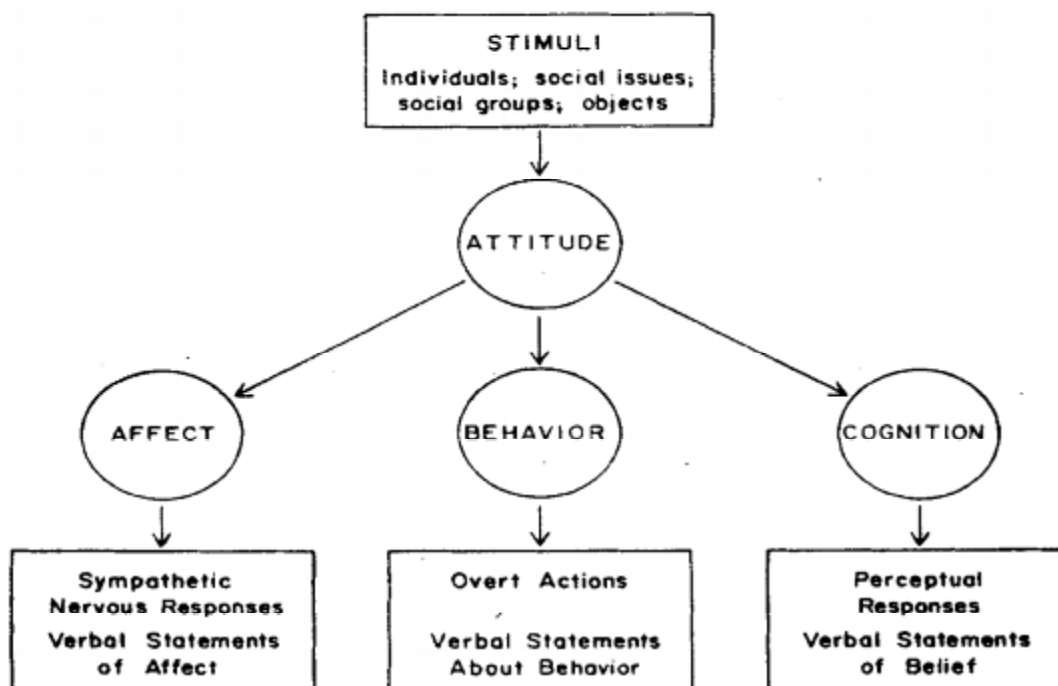 STIMULI
Individuals; social issues;
social groups; objects
ATTITUDE
AFFECT
BEHAVIOR
COGNITION
Sympathetic
Nervous Responses
Verbal Statements
of Affect
Overt Actions
Verbal Statements
About Behavior
Perceptual
Responses
Verbal Statements
of Belief